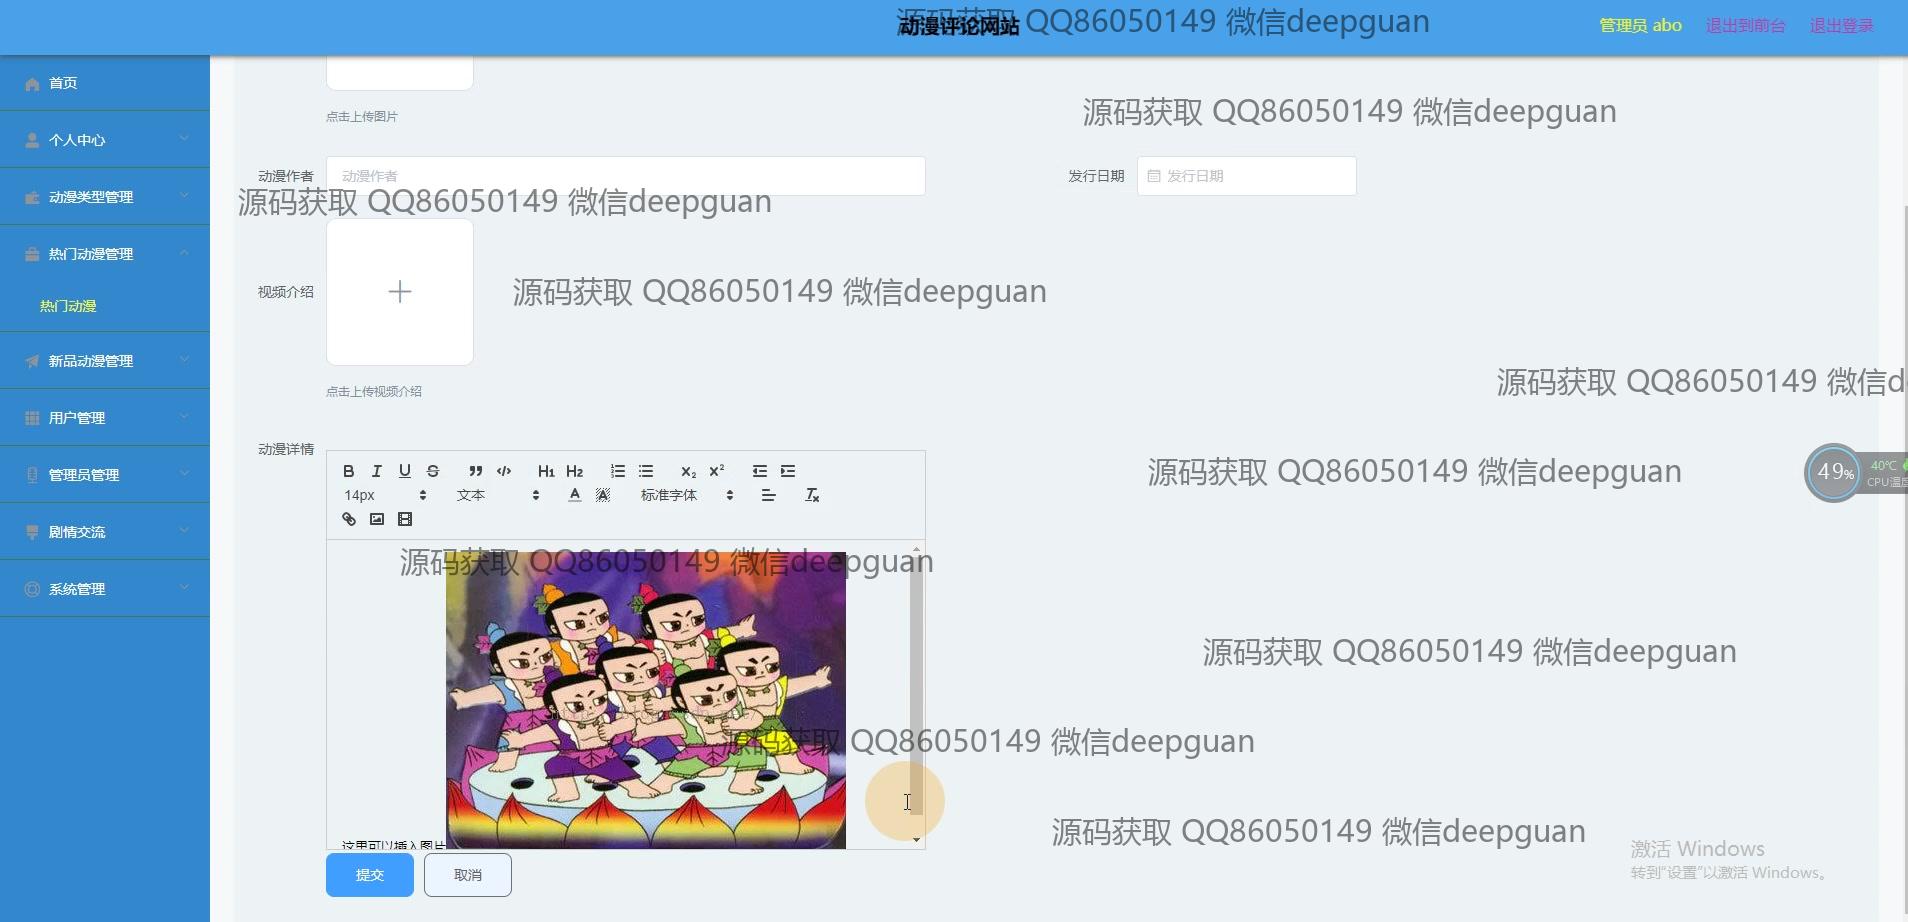 动漫评论网站
源码获取 QQ86050149 微信deepguan
管理员 abo
退出到前台
退出登录
首页
个人中心
动漫类型管理
热门动漫管理
热门动漫
新品动漫管理
用户管理
管理员管理
剧情交流
系统管理
点击上传图片
源码获取 QQ86050149 微信deepguan
动漫作者
动漫作者
发行日期
发行日期
源码获取 QQ86050149 微信deepguan
视频介绍
源码获取 QQ86050149 微信deepguan
点击上传视频介绍
源码获取 QQ86050149 微信d
动漫详情
B I U S H1 H2 X2 X2
14px 文本 A A 标准字体 Tx
源码获取 QQ86050149 微信deepguan
49%
40℃
CPU温度
源码获取 QQ86050149 微信deepguan
源码获取 QQ86050149 微信deepguan
源码获取 QQ86050149 微信deepguan
源码获取 QQ86050149 微信deepguan
这里可以插入图片
提交
取消
激活 Windows
转到"设置"以激活 Windows。